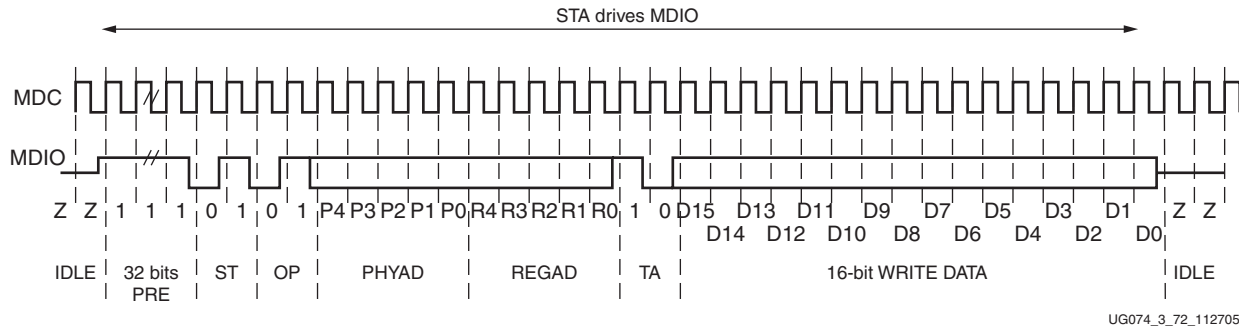 STA drives MDIO
MDC
MDIO
Z Z 1 1 1 0 1 0 1 P4 P3 P2 P1 P0 R4 R3 R2 R1 R0 1 0 D15 D13 D11 D9 D7 D5 D3 D1 Z Z
D14 D12 D10 D8 D6 D4 D2 D0
IDLE 32 bits ST OP PHYAD REGAD TA 16-bit WRITE DATA IDLE
PRE
UG074_3_72_112705